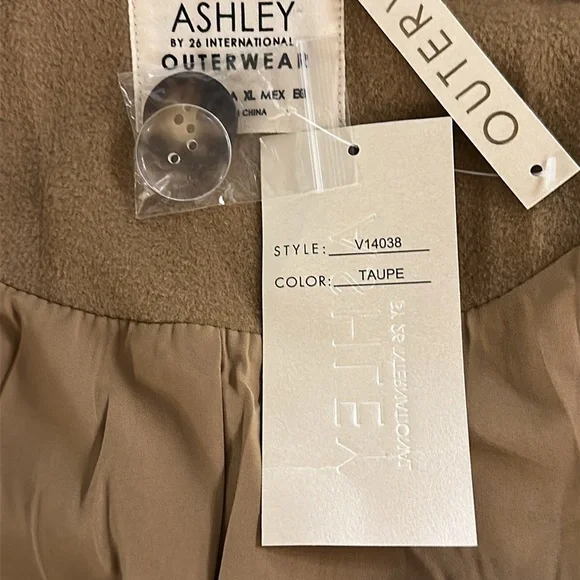 ASHLEY
BY 26 INTERNATIONAL
OUTERWEAR
XL MEX
CHINA
OUTERW
STYLE: V14038
COLOR: TAUPE
ASHLEY
BY 26 INTERNATIONAL